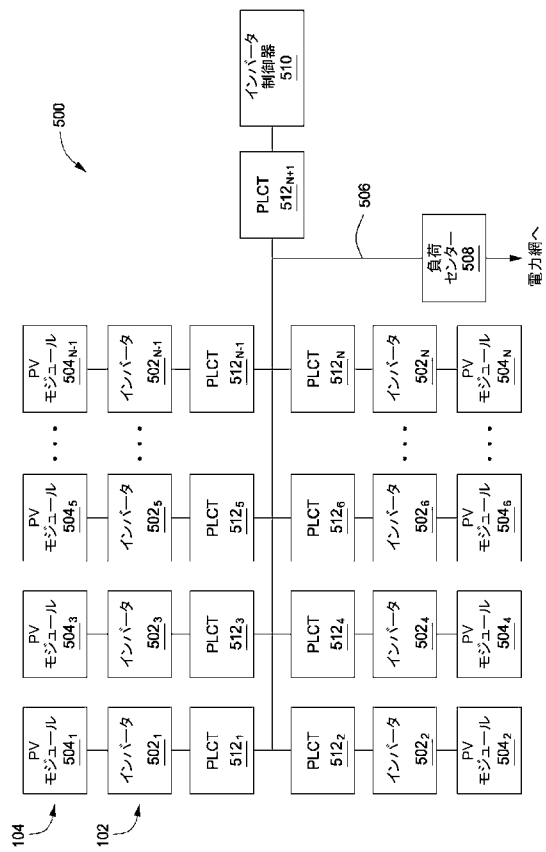 500
104
102
PV
モジュール
504₁
PV
モジュール
504₃
PV
モジュール
504₅
• • •
PV
モジュール
504N-1
インバータ
502₁
インバータ
502₃
インバータ
502₅
• • •
インバータ
502N-1
PLCT
512₁
PLCT
512₃
PLCT
512₅
PLCT
512N-1
PLCT
512N+1
インバータ
制御器
510
PLCT
512₂
PLCT
512₄
PLCT
512₆
PLCT
512N
506
インバータ
502₂
インバータ
502₄
インバータ
502₆
• • •
インバータ
502N
負荷
センター
508
PV
モジュール
504₂
PV
モジュール
504₄
PV
モジュール
504₆
• • •
PV
モジュール
504N
電力網へ